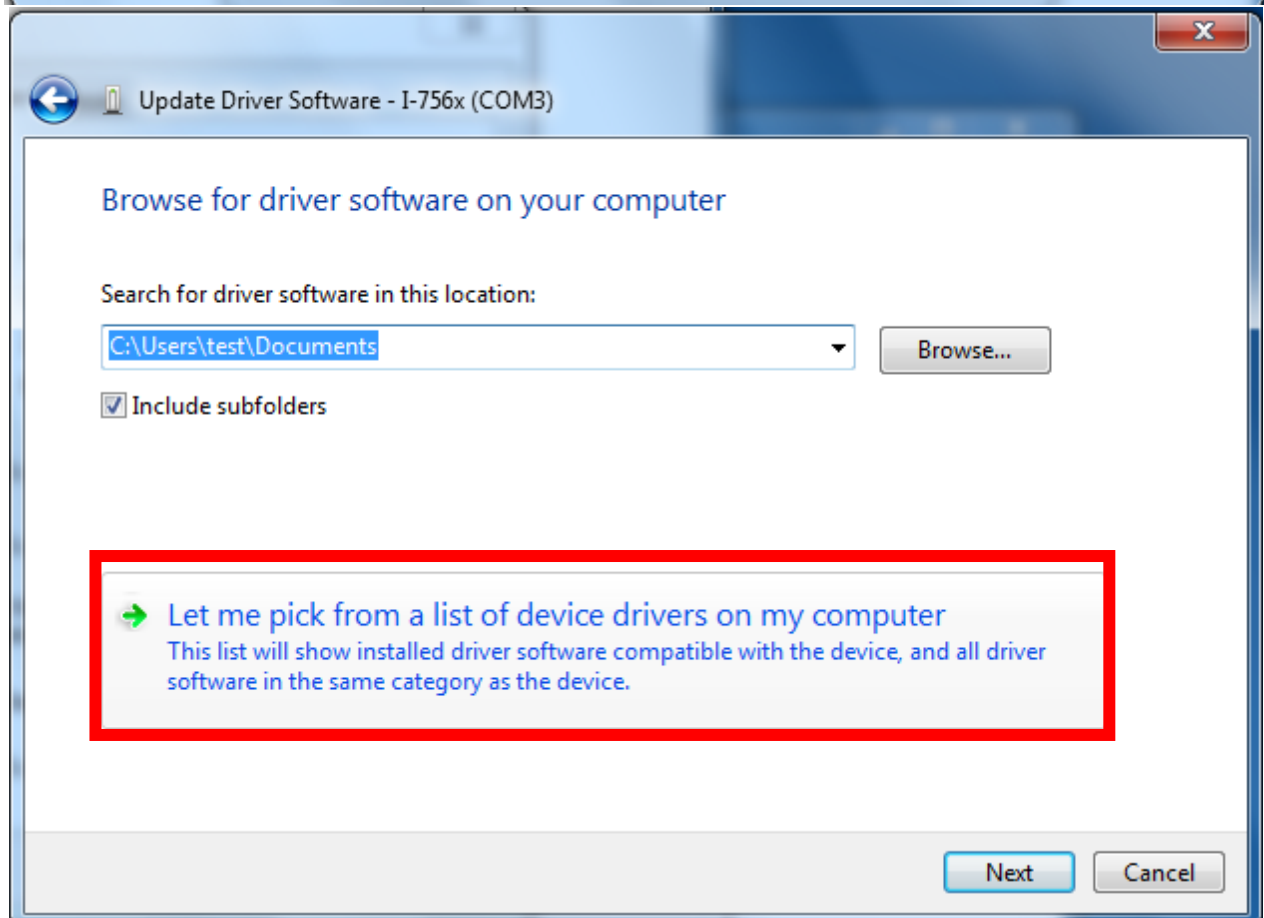 Update Driver Software - I-756x (COM3)
Browse for driver software on your computer
Search for driver software in this location:
C:\Users\test\Documents
Browse...
Include subfolders
Let me pick from a list of device drivers on my computer
This list will show installed driver software compatible with the device, and all driver
software in the same category as the device.
Next
Cancel